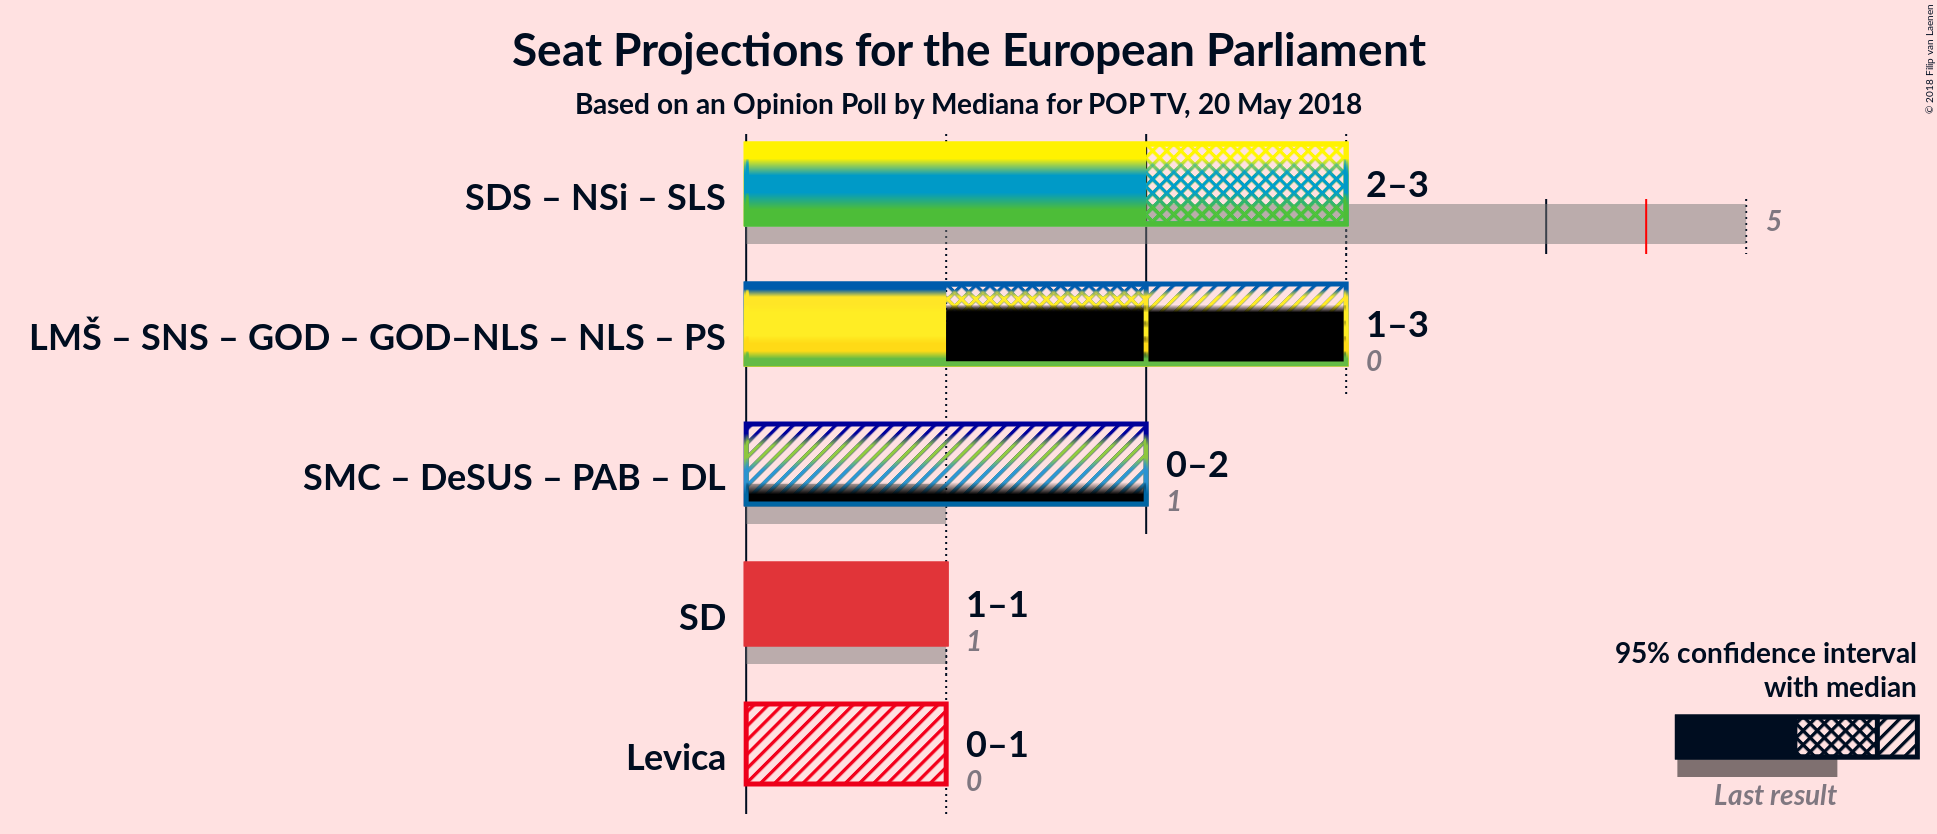 Seat Projections for the European Parliament
Based on an Opinion Poll by Mediana for POP TV, 20 May 2018
© 2018 Filip van Laenen
SDS – NSi – SLS
2–3
5
LMŠ – SNS – GOD – GOD–NLS – NLS – PS
1–3
0
SMC – DeSUS – PAB – DL
0–2
1
SD
1–1
1
Levica
0–1
0
95% confidence interval
with median
Last result